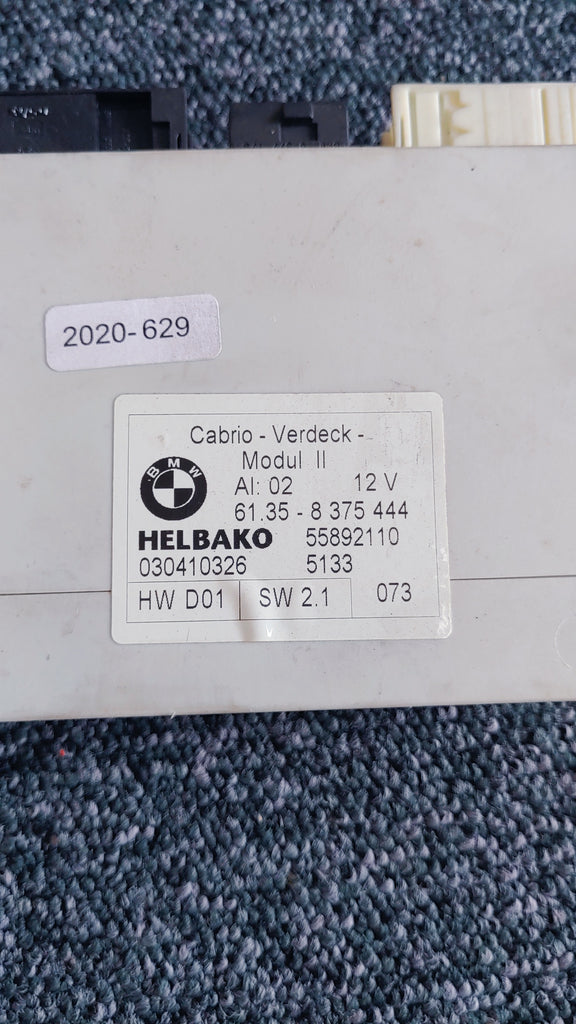 2020-629
Cabrio - Verdeck -
Modul II
BMW
AI: 02 12 V
61.35 - 8 375 444
HELBAKO 55892110
030410326 5133
HW D01 SW 2.1 073